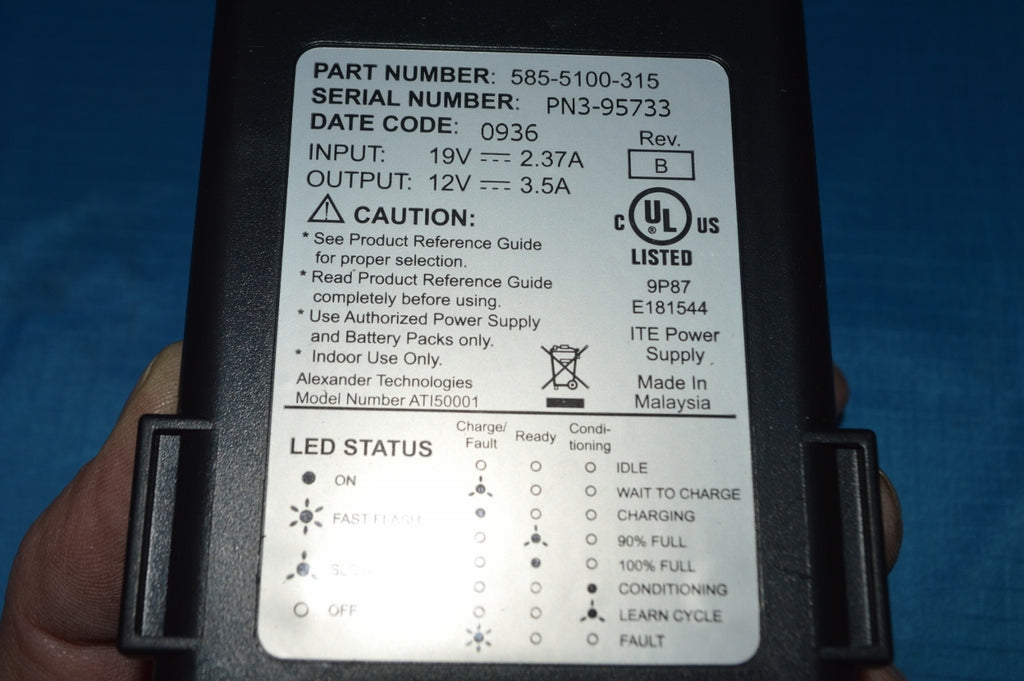 PART NUMBER: 585-5100-315
SERIAL NUMBER: PN3-95733
DATE CODE: 0936
INPUT: 19V 2.37A
OUTPUT: 12V 3.5A
Rev.
B
CAUTION:
* See Product Reference Guide
for proper selection.
* Read Product Reference Guide
completely before using.
* Use Authorized Power Supply
and Battery Packs only.
* Indoor Use Only.
Alexander Technologies
Model Number ATI50001
C UL US
®
LISTED
9P87
E181544
ITE Power
Supply
Made In
Malaysia
LED STATUS
ON
FAST FLASH
OFF
Charge/
Fault
Ready
Condi-
tioning
IDLE
WAIT TO CHARGE
CHARGING
90% FULL
100% FULL
CONDITIONING
LEARN CYCLE
FAULT